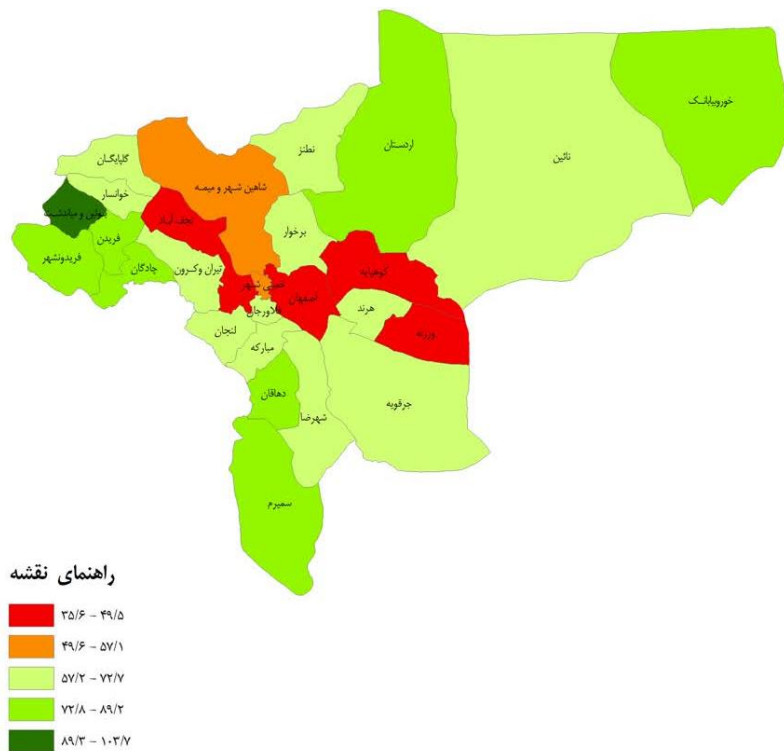 خوروبیابانک
نائین
اردستان
نطنز
گلپایگان
شاهین شهر و میمه
خوانسار
نجف آباد
بوئین و میاندشت
برخوار
فریدن
فریدونشهر
چادگان
تیران وکرون
خمینی شهر
اصفهان
کوهپایه
فلاورجان
هرند
ورزنه
لنجان
مبارکه
دهاقان
شهرضا
جرقویه
سمیرم
راهنمای نقشه
۳۵/۶ - ۴۹/۵
۴۹/۶ - ۵۷/۱
۵۷/۲ - ۷۲/۷
۷۲/۸ - ۸۹/۲
۸۹/۳ - ۱۰۳/۷